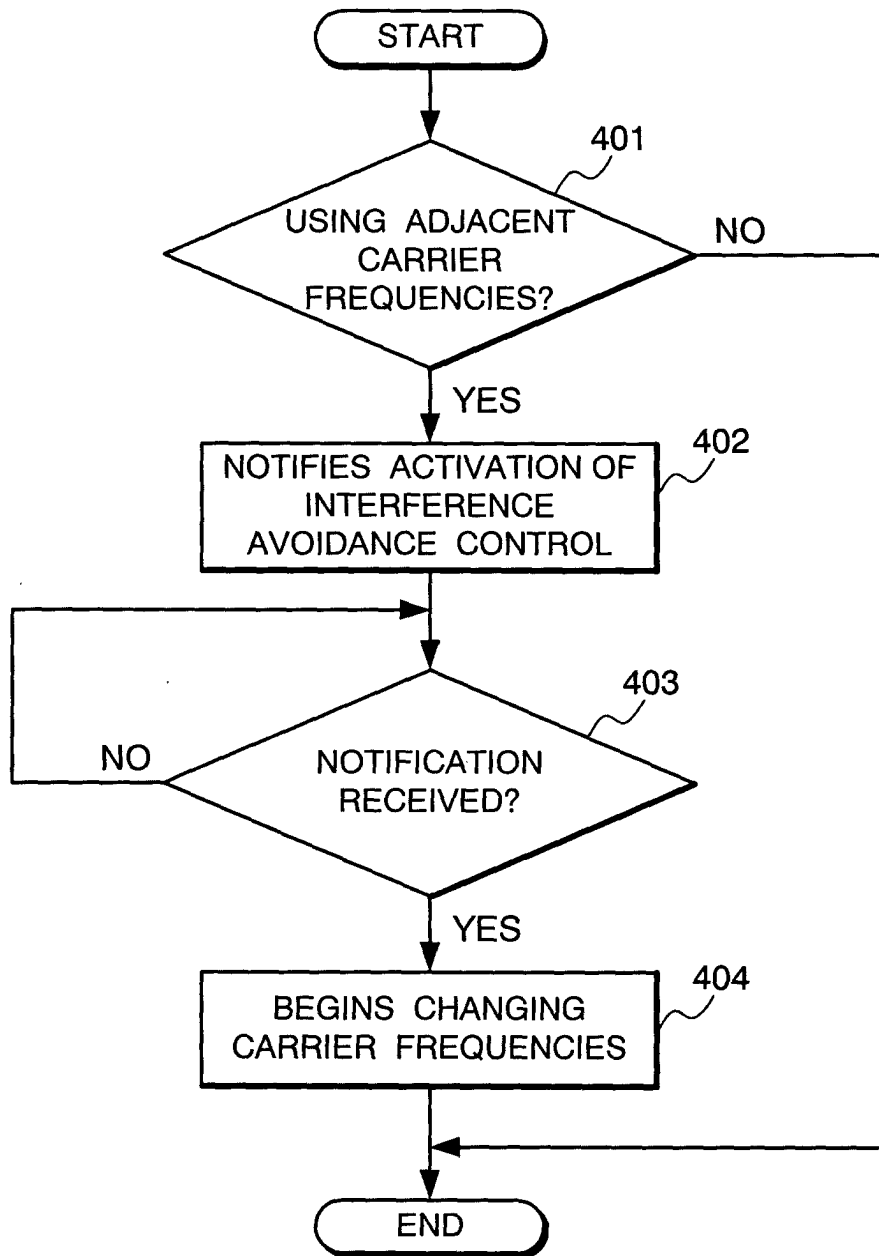 START
401
USING ADJACENT
CARRIER
FREQUENCIES?
NO
YES
402
NOTIFIES ACTIVATION OF
INTERFERENCE
AVOIDANCE CONTROL
403
NO
NOTIFICATION
RECEIVED?
YES
404
BEGINS CHANGING
CARRIER FREQUENCIES
END